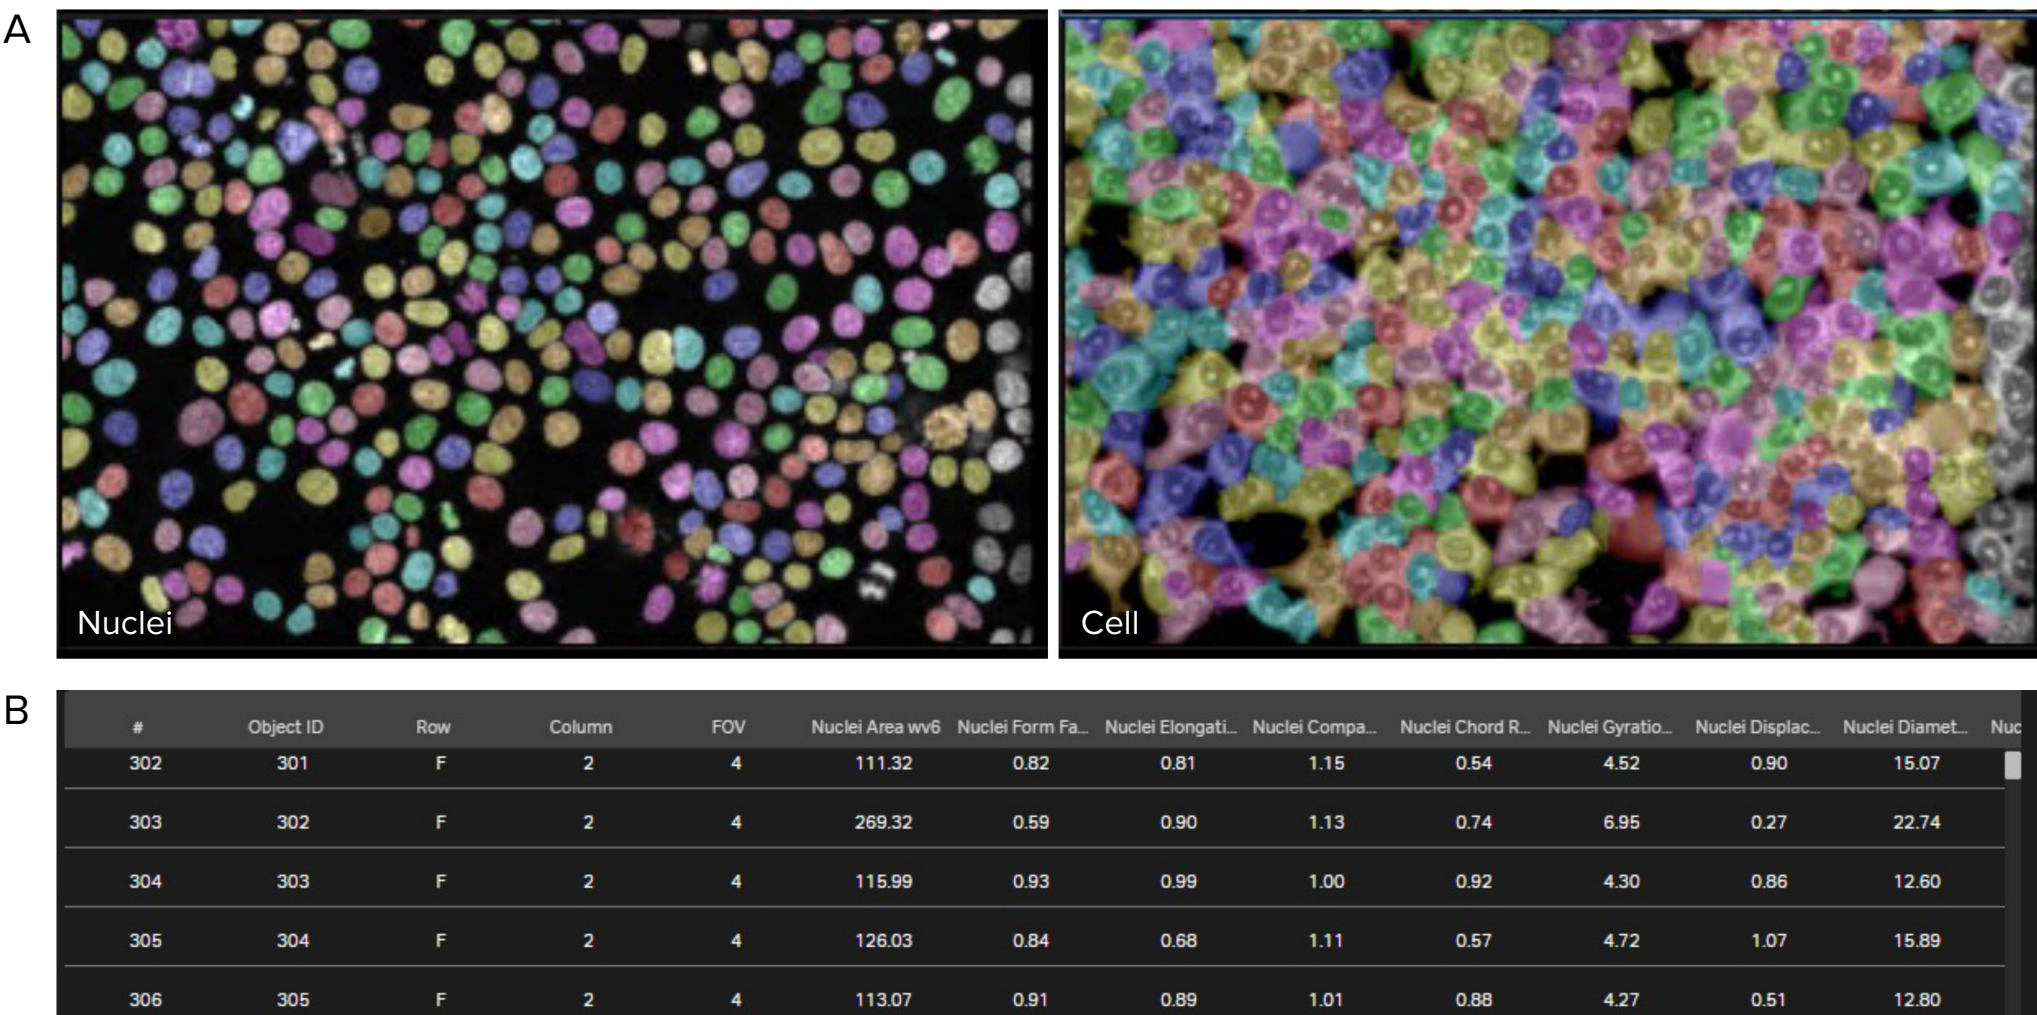 A
Nuclei
Cell
B
# Object ID Row Column FOV Nuclei Area wv6 Nuclei Form Fa... Nuclei Elongati... Nuclei Compa... Nuclei Chord R... Nuclei Gyratio... Nuclei Displac... Nuclei Diamet... Nuc
302 301 F 2 4 111.32 0.82 0.81 1.15 0.54 4.52 0.90 15.07
303 302 F 2 4 269.32 0.59 0.90 1.13 0.74 6.95 0.27 22.74
304 303 F 2 4 115.99 0.93 0.99 1.00 0.92 4.30 0.86 12.60
305 304 F 2 4 126.03 0.84 0.68 1.11 0.57 4.72 1.07 15.89
306 305 F 2 4 113.07 0.91 0.89 1.01 0.88 4.27 0.51 12.80